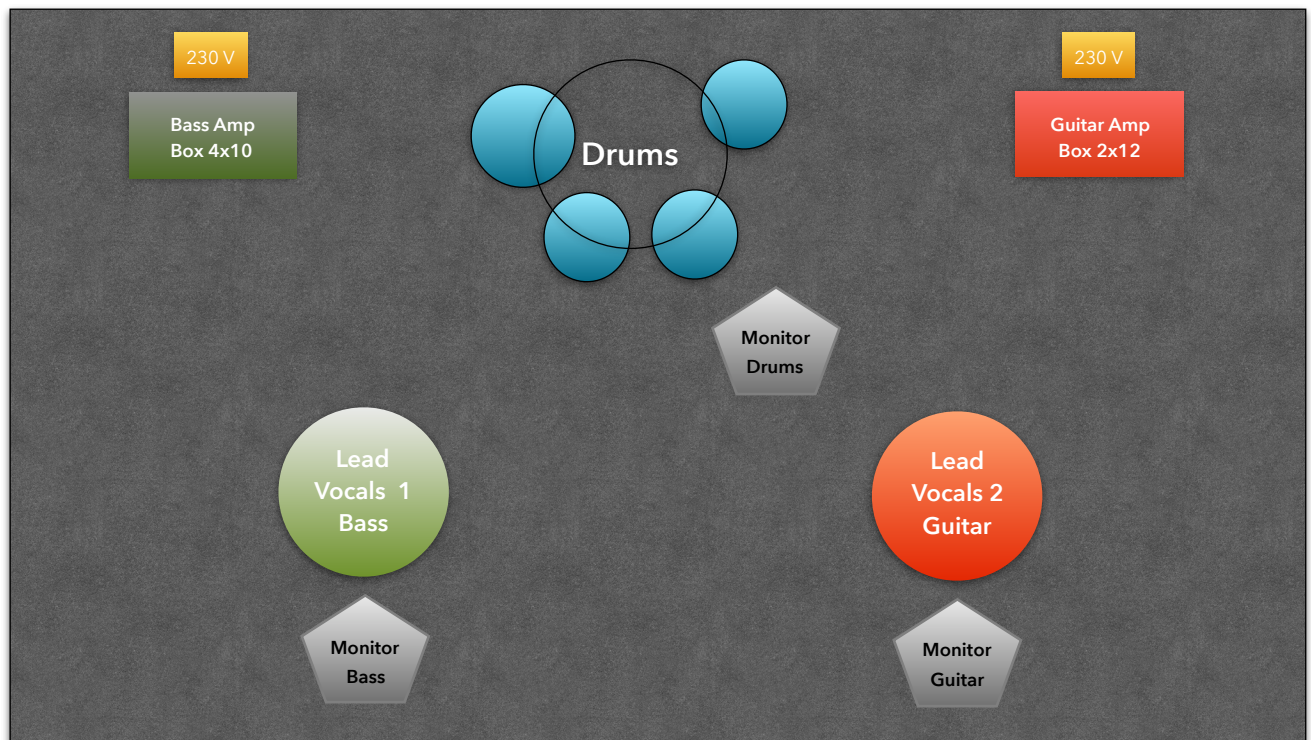 230 V
Bass Amp
Box 4x10
Drums
230 V
Guitar Amp
Box 2x12
Monitor
Drums
Lead
Vocals 1
Bass
Lead
Vocals 2
Guitar
Monitor
Bass
Monitor
Guitar